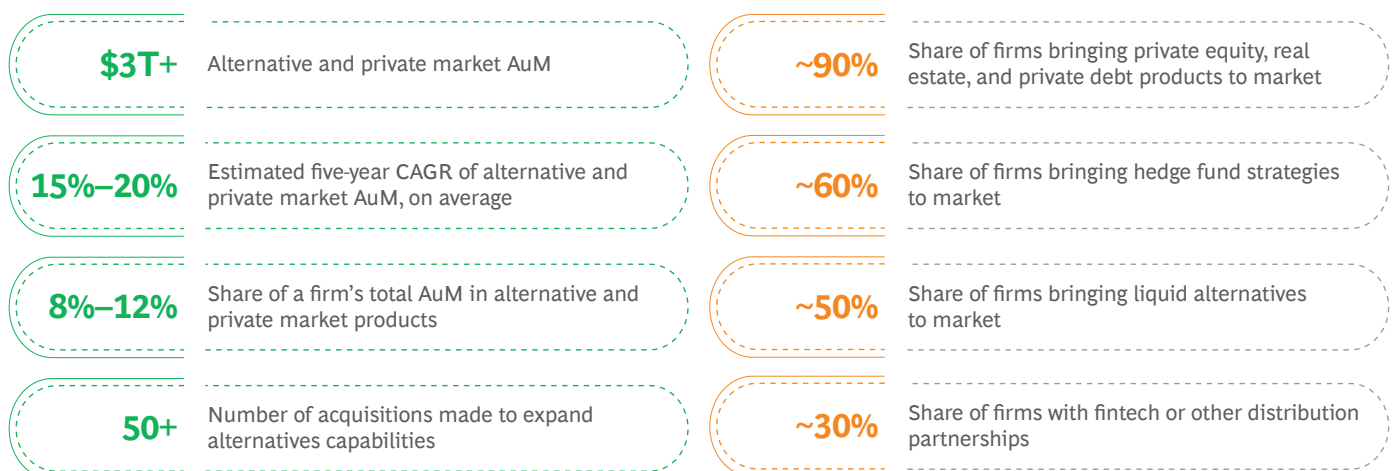 $3T+
Alternative and private market AuM
15%–20%
Estimated five-year CAGR of alternative and
private market AuM, on average
8%–12%
Share of a firm's total AuM in alternative and
private market products
50+
Number of acquisitions made to expand
alternatives capabilities
~90%
Share of firms bringing private equity, real
estate, and private debt products to market
~60%
Share of firms bringing hedge fund strategies
to market
~50%
Share of firms bringing liquid alternatives
to market
~30%
Share of firms with fintech or other distribution
partnerships